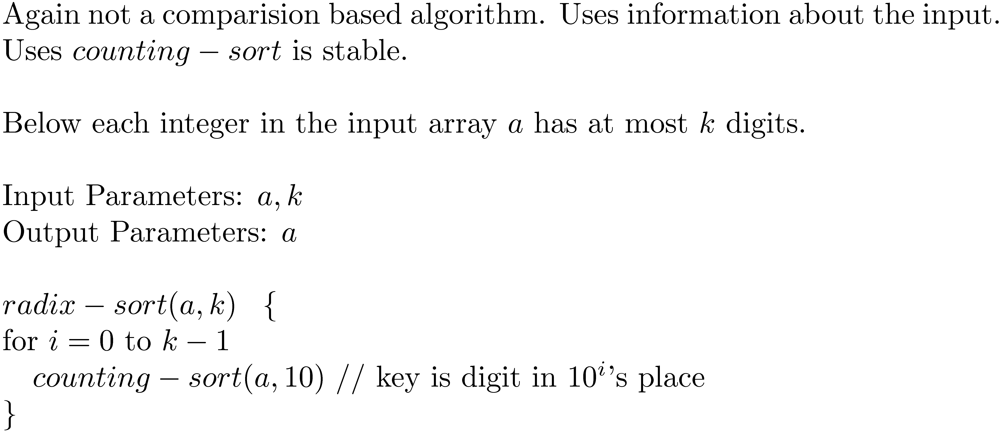 Again not a comparision based algorithm. Uses information about the input.
Uses counting − sort is stable.
Below each integer in the input array a has at most k digits.
Input Parameters: a, k
Output Parameters: a
radix − sort(a, k) {
for i = 0 to k − 1
counting − sort(a, 10) // key is digit in 10^i's place
}